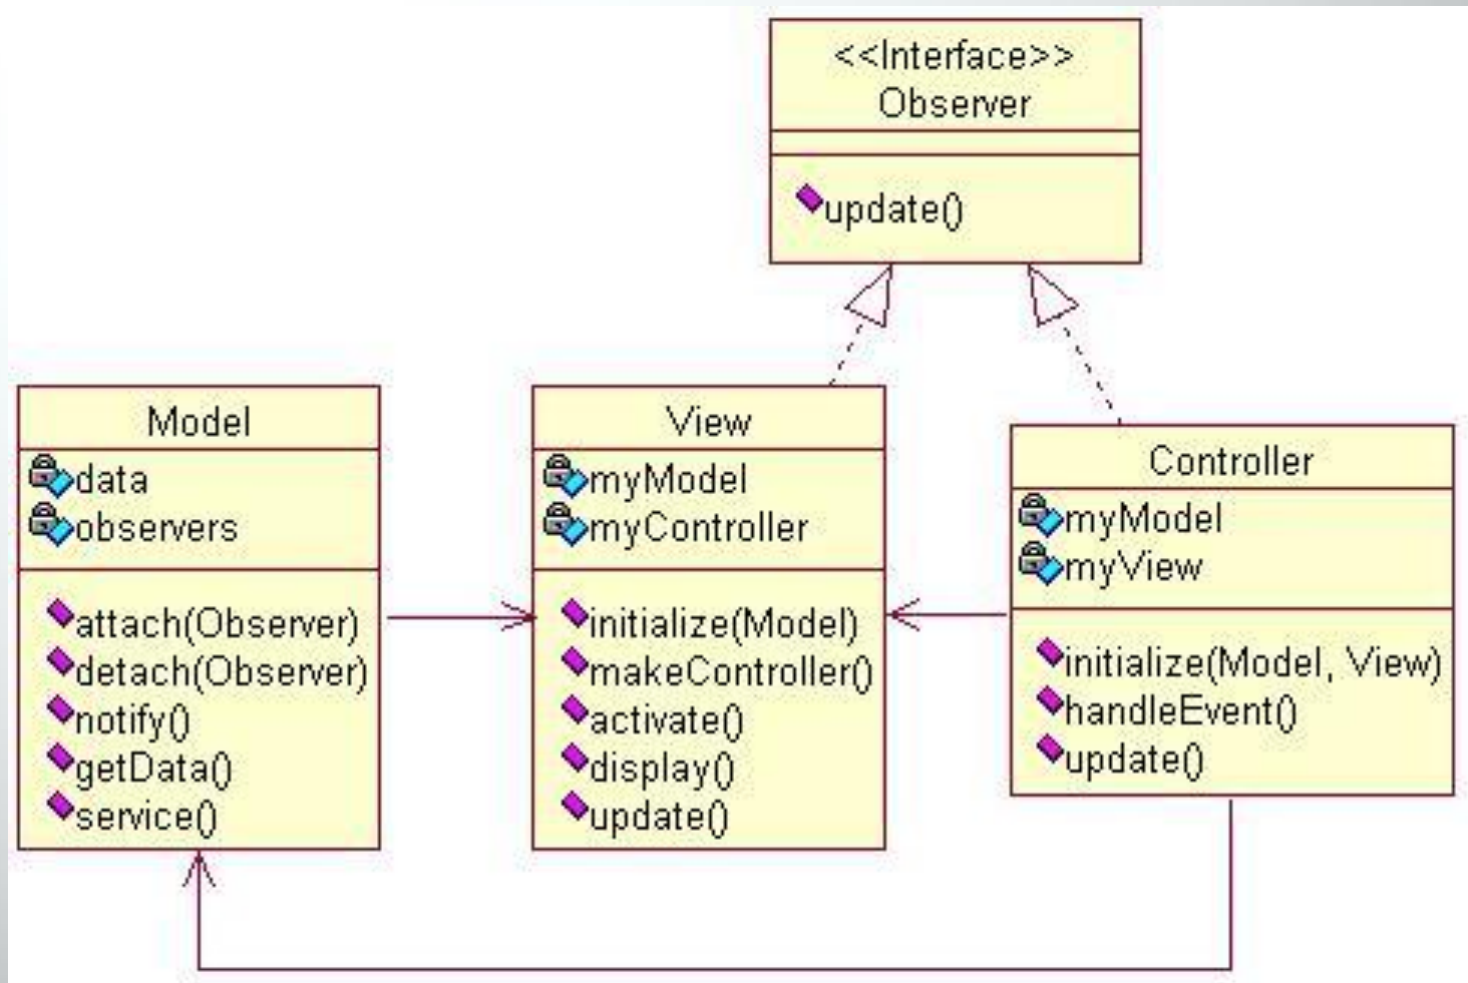 <<Interface>>
Observer
update()
Model
data
observers
attach(Observer)
detach(Observer)
notify()
getData()
service()
View
myModel
myController
initialize(Model)
makeController()
activate()
display()
update()
Controller
myModel
myView
initialize(Model, View)
handleEvent()
update()